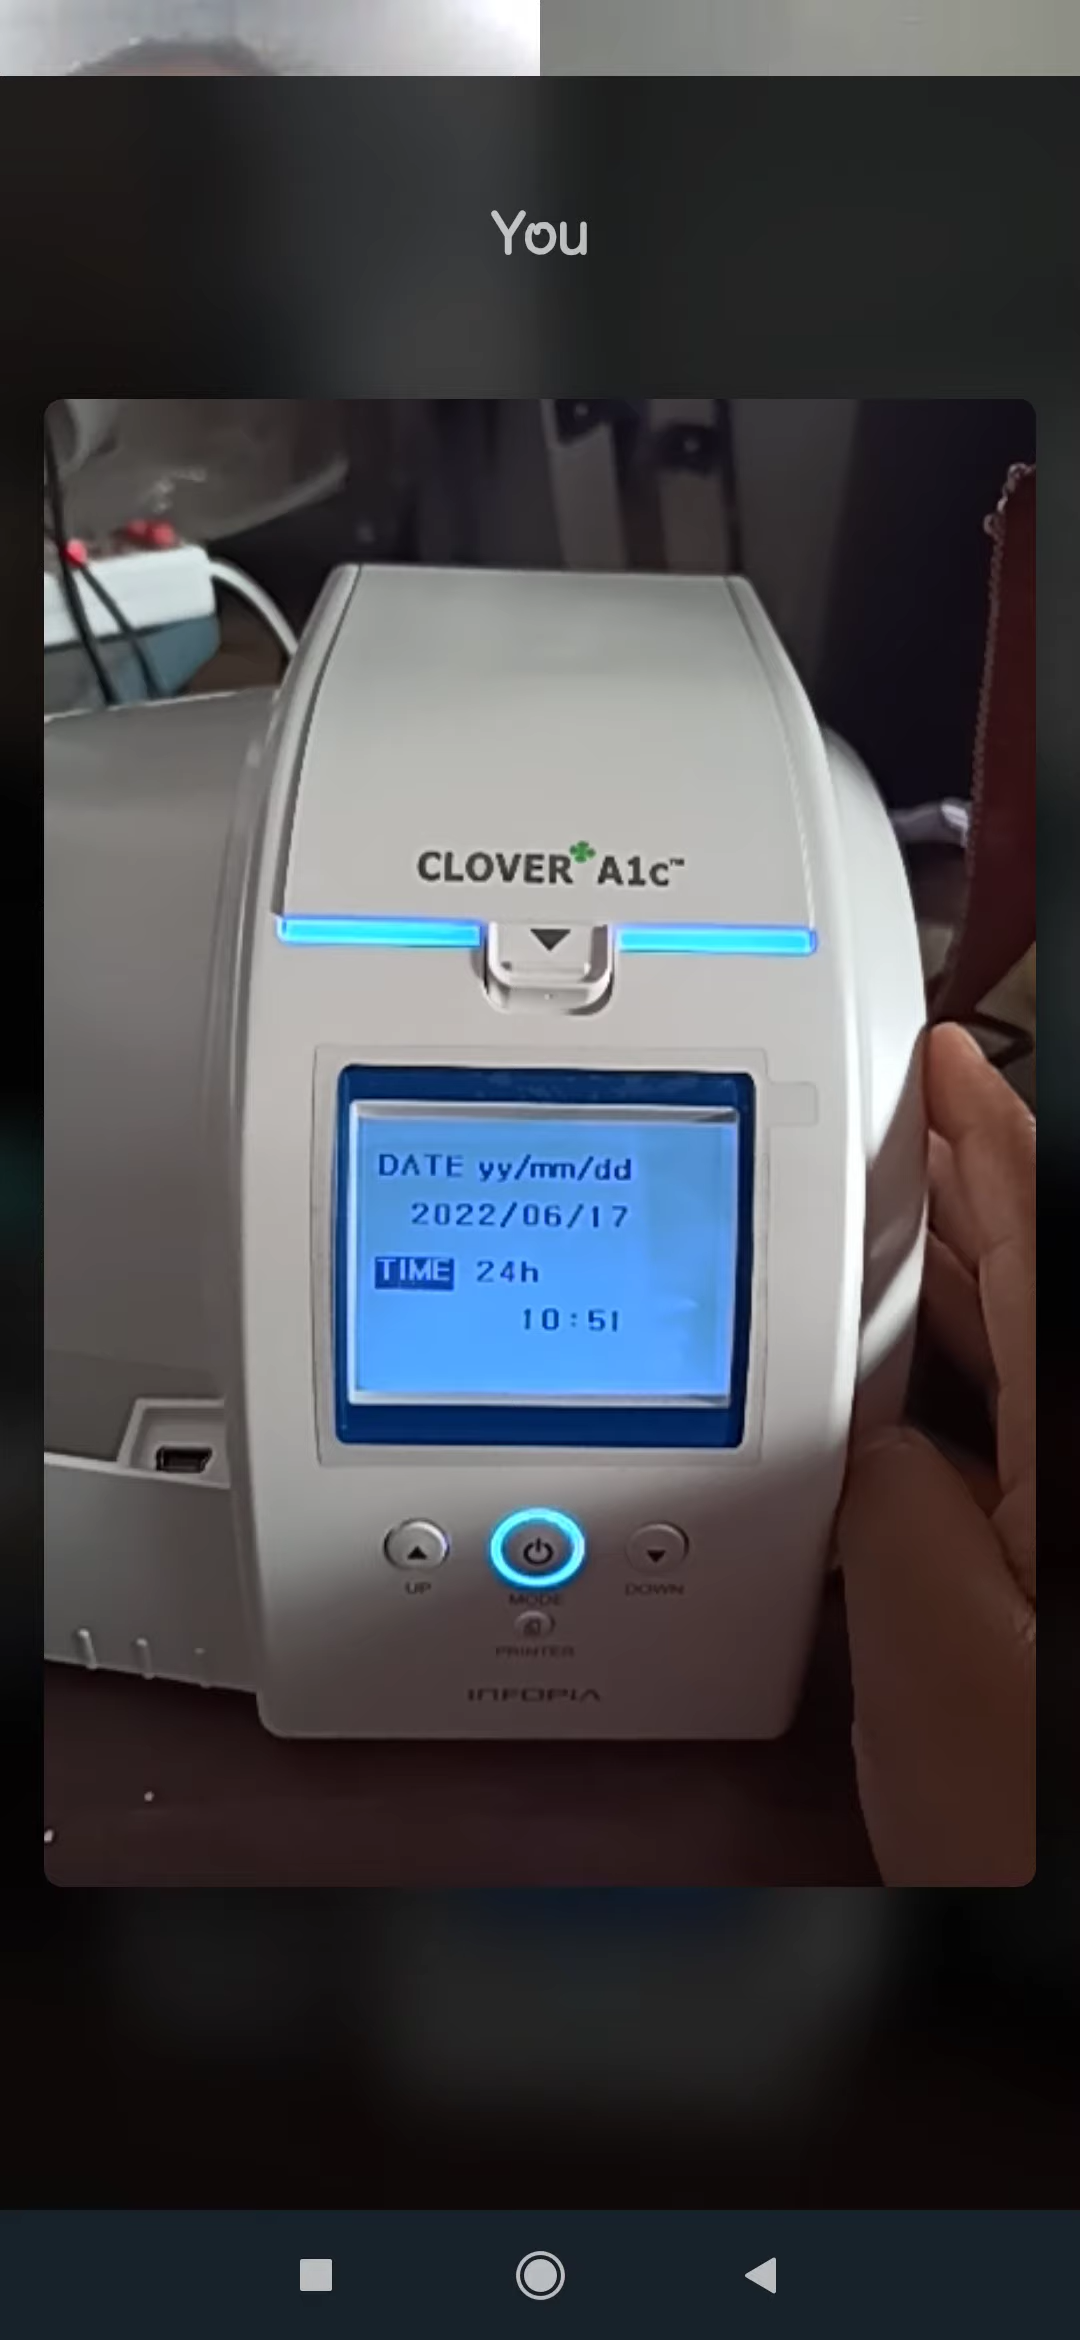 You
CLOVER A1c™
DATE yy/mm/dd
2022/06/17
TIME 24h
10:51
UP
MODE
DOWN
PRINTER
INFOPIA